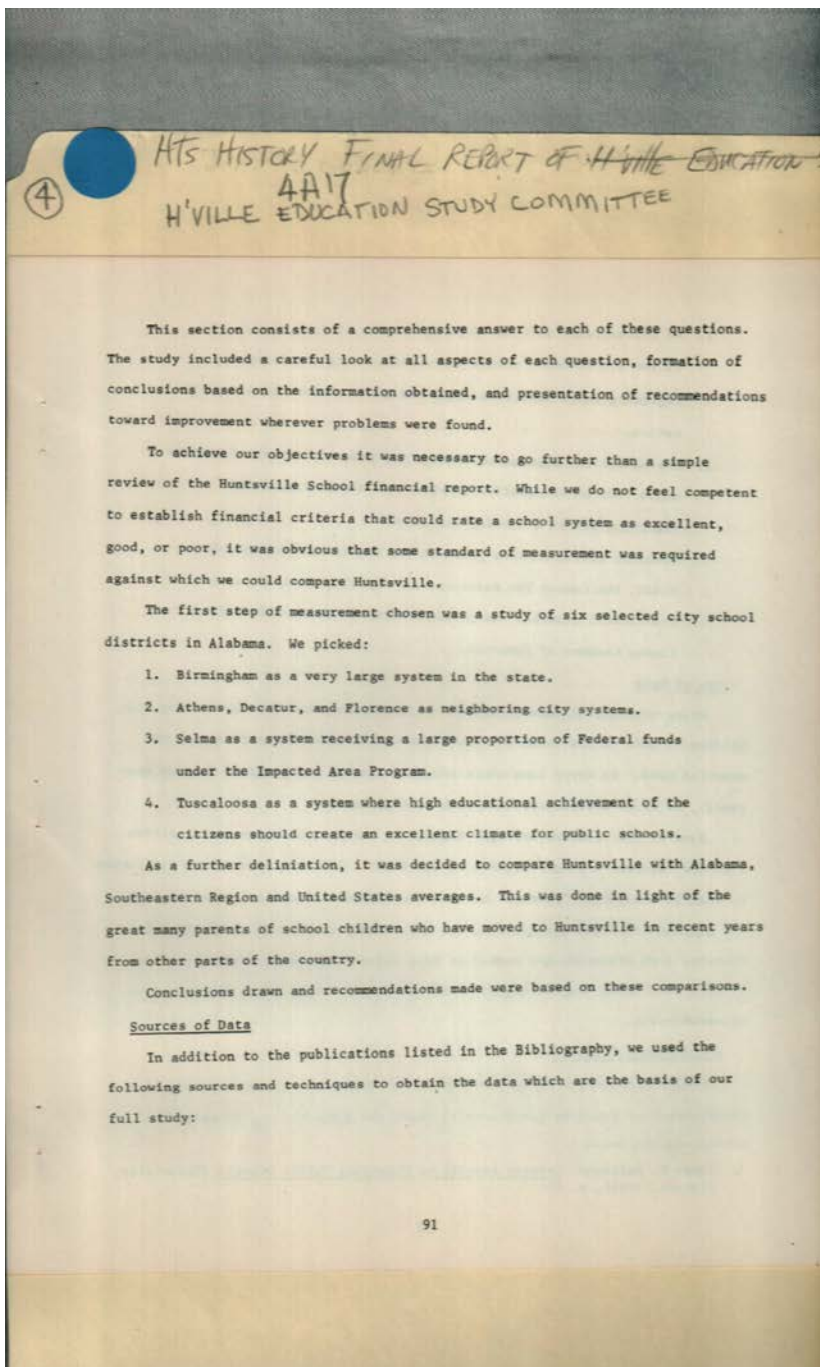 HTS HISTORY FINAL REPORT OF H'ville EDUCATION
4A17
4
H'VILLE EDUCATION STUDY COMMITTEE
This section consists of a comprehensive answer to each of these questions.
The study included a careful look at all aspects of each question, formation of
conclusions based on the information obtained, and presentation of recommendations
toward improvement wherever problems were found.
To achieve our objectives it was necessary to go further than a simple
review of the Huntsville School financial report. While we do not feel competent
to establish financial criteria that could rate a school system as excellent,
good, or poor, it was obvious that some standard of measurement was required
against which we could compare Huntsville.
The first step of measurement chosen was a study of six selected city school
districts in Alabama. We picked:
1. Birmingham as a very large system in the state.
2. Athens, Decatur, and Florence as neighboring city systems.
3. Selma as a system receiving a large proportion of Federal funds
under the Impacted Area Program.
4. Tuscaloosa as a system where high educational achievement of the
citizens should create an excellent climate for public schools.
As a further deliniation, it was decided to compare Huntsville with Alabama,
Southeastern Region and United States averages. This was done in light of the
great many parents of school children who have moved to Huntsville in recent years
from other parts of the country.
Conclusions drawn and recommendations made were based on these comparisons.
Sources of Data
In addition to the publications listed in the Bibliography, we used the
following sources and techniques to obtain the data which are the basis of our
full study:
91